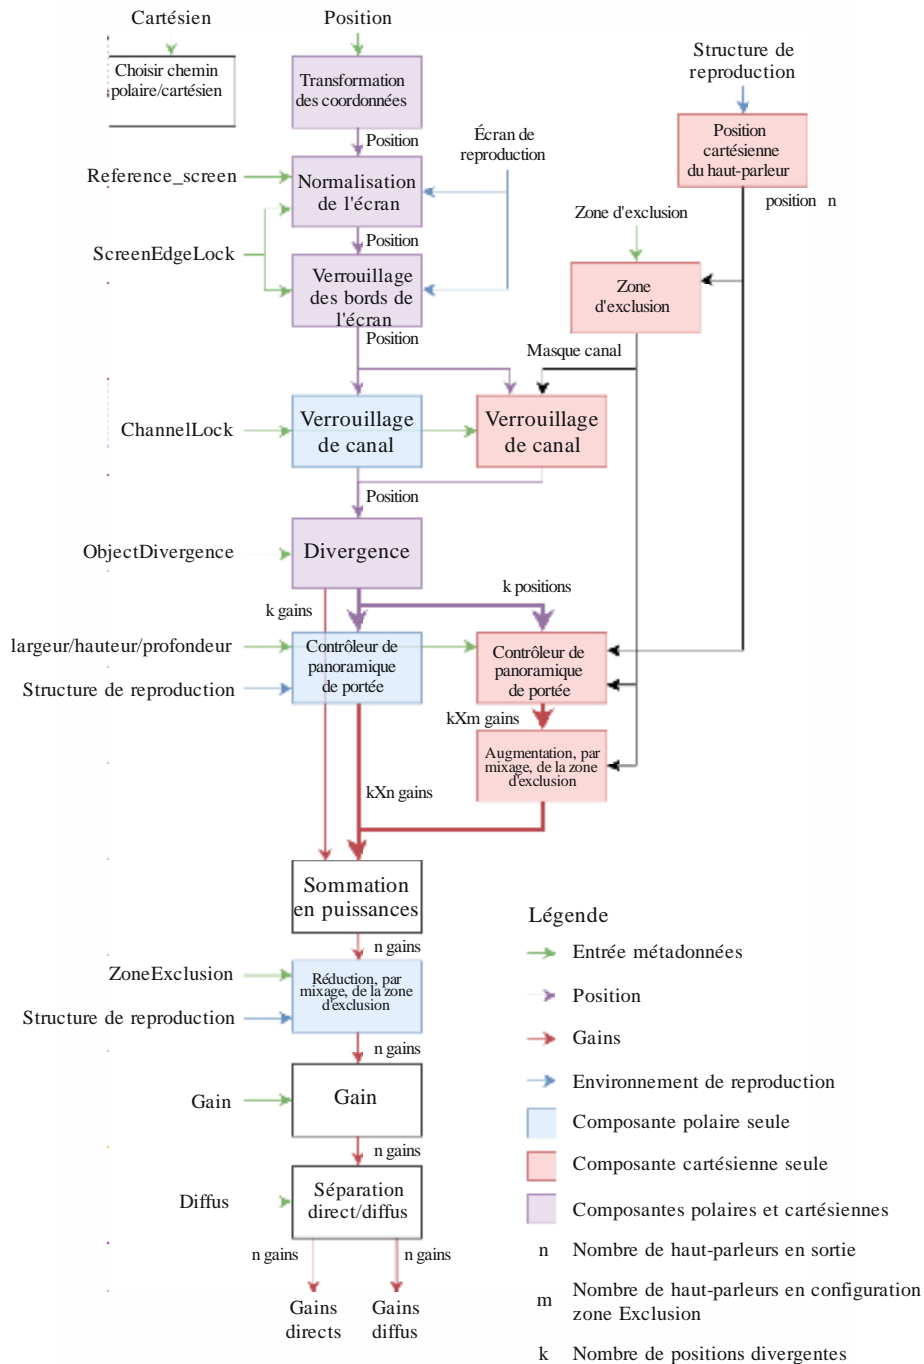 Cartésien
Position
Choisir chemin
polaire/cartésien
Transformation
des coordonnées
Structure de
reproduction
Position
Écran de
reproduction
Position
cartésienne
du haut-parleur
Reference_screen
Normalisation
de l'écran
position n
Zone d'exclusion
Position
ScreenEdgeLock
Verrouillage
des bords de
l'écran
Zone
d'exclusion
Position
Masque canal
ChannelLock
Verrouillage
de canal
Verrouillage
de canal
Position
ObjectDivergence
Divergence
k gains
k positions
largeur/hauteur/profondeur
Contrôleur de
panoramique
de portée
Contrôleur de
panoramique
de portée
Structure de reproduction
kXm gains
Augmentation, par
mixage, de la zone
d'exclusion
kXn gains
Sommation
en puissances
n gains
ZoneExclusion
Réduction, par
mixage, de la zone
d'exclusion
Structure de reproduction
n gains
Gain
Gain
n gains
Diffus
Séparation
direct/diffus
n gains
n gains
Gains
directs
Gains
diffus
Légende
Entrée métadonnées
Position
Gains
Environnement de reproduction
Composante polaire seule
Composante cartésienne seule
Composantes polaires et cartésiennes
n Nombre de haut-parleurs en sortie
m Nombre de haut-parleurs en configuration
zone Exclusion
k Nombre de positions divergentes